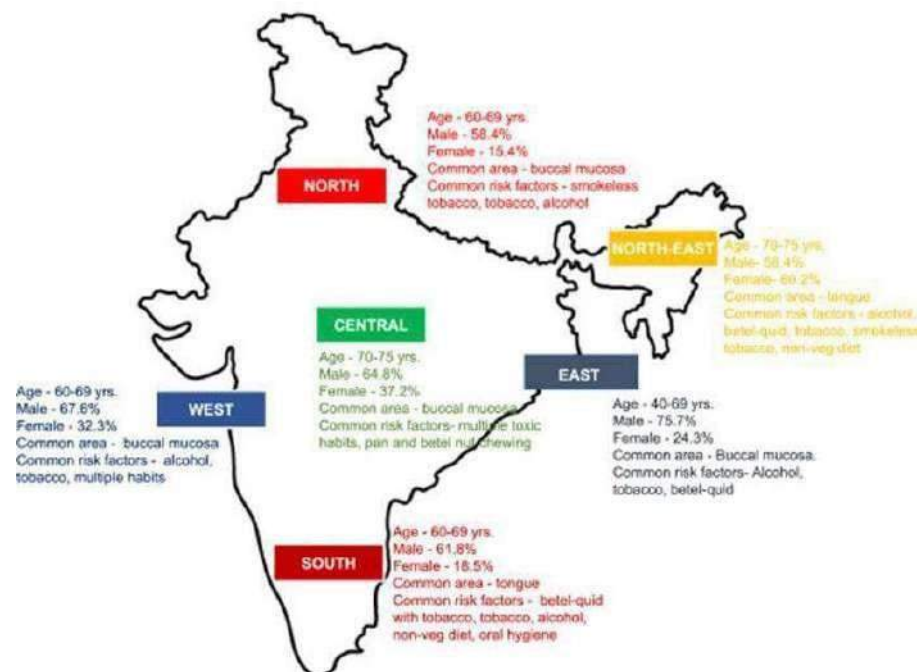 Age - 60-69 yrs.
Male - 58.4%
Female - 15.4%
Common area - buccal mucosa
Common risk factors - smokeless
tobacco, tobacco, alcohol
NORTH
NORTH-EAST
Age - 70-75 yrs.
Male- 58.4%
Female-
Common area - tongue
Common risk factors - alcohol,
betel-quid, tobacco, smokeless
tobacco, non-veg diet
CENTRAL
Age - 70-75 yrs.
Male - 64.8%
Female - 37.2%
Common area - buccal mucosa
Common risk factors- multiple toxic
habits, pan and betel nut chewing
EAST
Age - 40-69 yrs.
Male - 75.7%
Female - 24.3%
Common area - Buccal mucosa.
Common risk factors- Alcohol,
tobacco, betel-quid
WEST
Age - 60-69 yrs.
Male - 67.6%
Female - 32.3%
Common area - buccal mucosa
Common risk factors - alcohol,
tobacco, multiple habits
SOUTH
Age - 60-69 yrs.
Male - 61.8%
Female - 18.5%
Common area - tongue
Common risk factors - betel-quid
with tobacco, tobacco, alcohol,
non-veg diet, oral hygiene